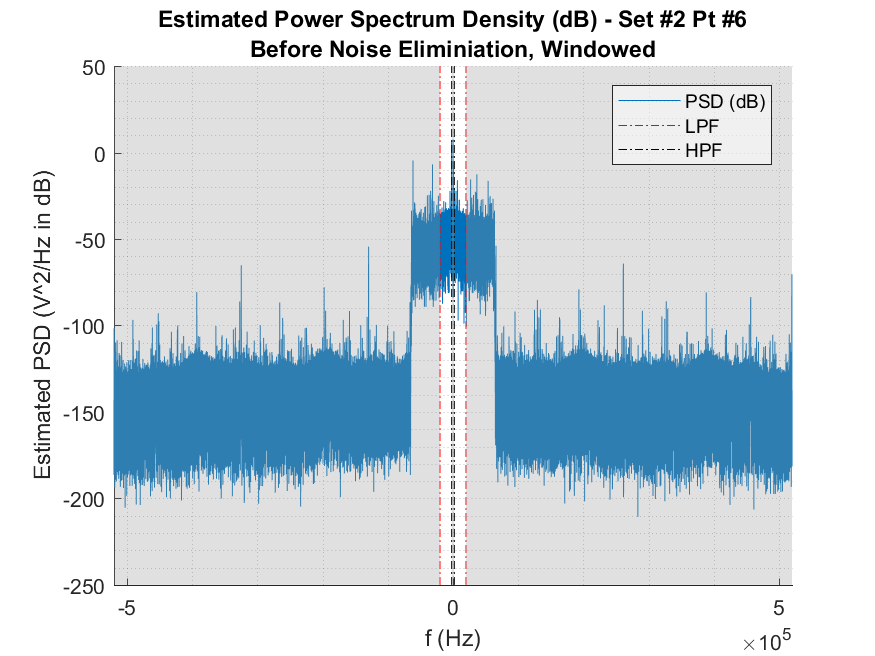 Estimated Power Spectrum Density (dB) - Set #2 Pt #6
Before Noise Eliminiation, Windowed
50
0
-50
-100
-150
-200
-250
Estimated PSD (V^2/Hz in dB)
PSD (dB)
LPF
HPF
-5
0
5
f (Hz)
×10^5